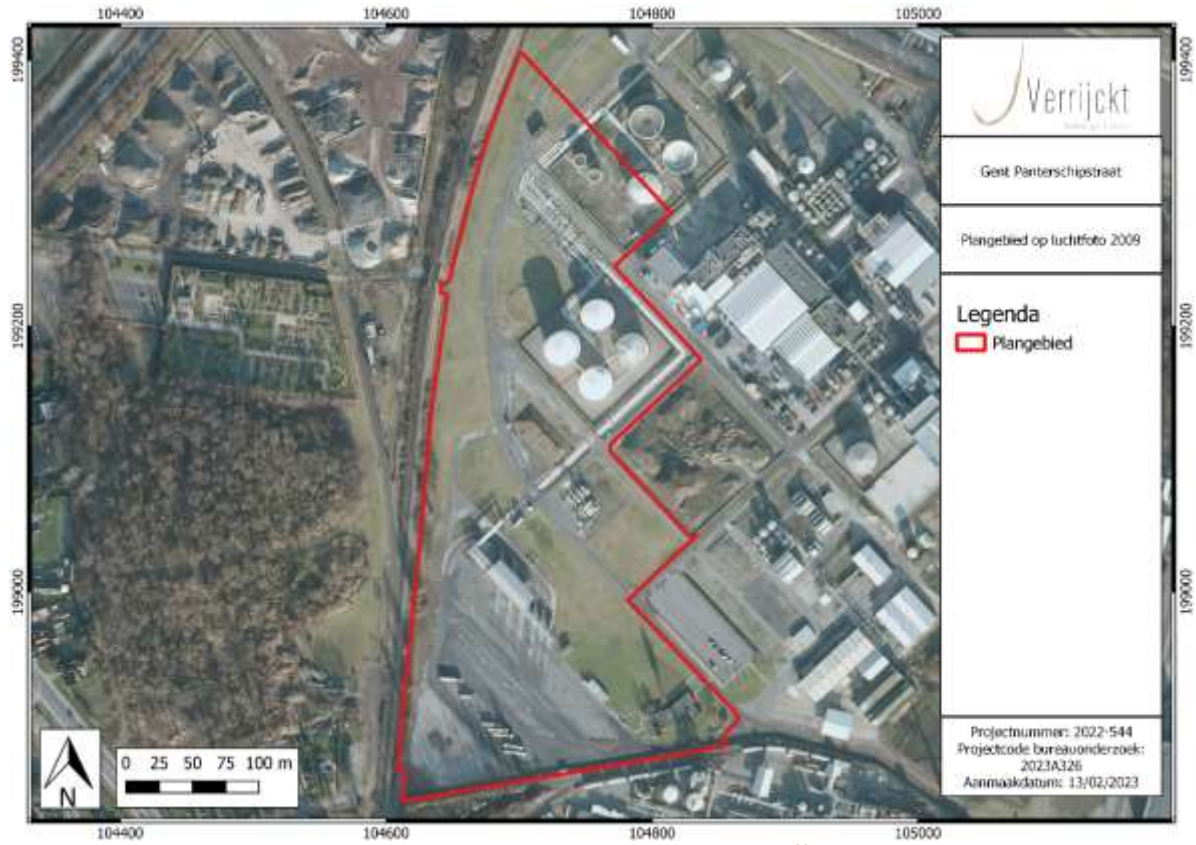 104400 104600 104800 105000
199400 199400
Verrijckt
Gent Panterschipstraat
Plangebied op luchtfoto 2009
Legenda
Plangebied
199200 199200
199000 199000
Projectnummer: 2022-544
Projectcode bureauonderzoek:
2023A326
Aanmaakdatum: 13/02/2023
N
0 25 50 75 100 m
104400 104600 104800 105000